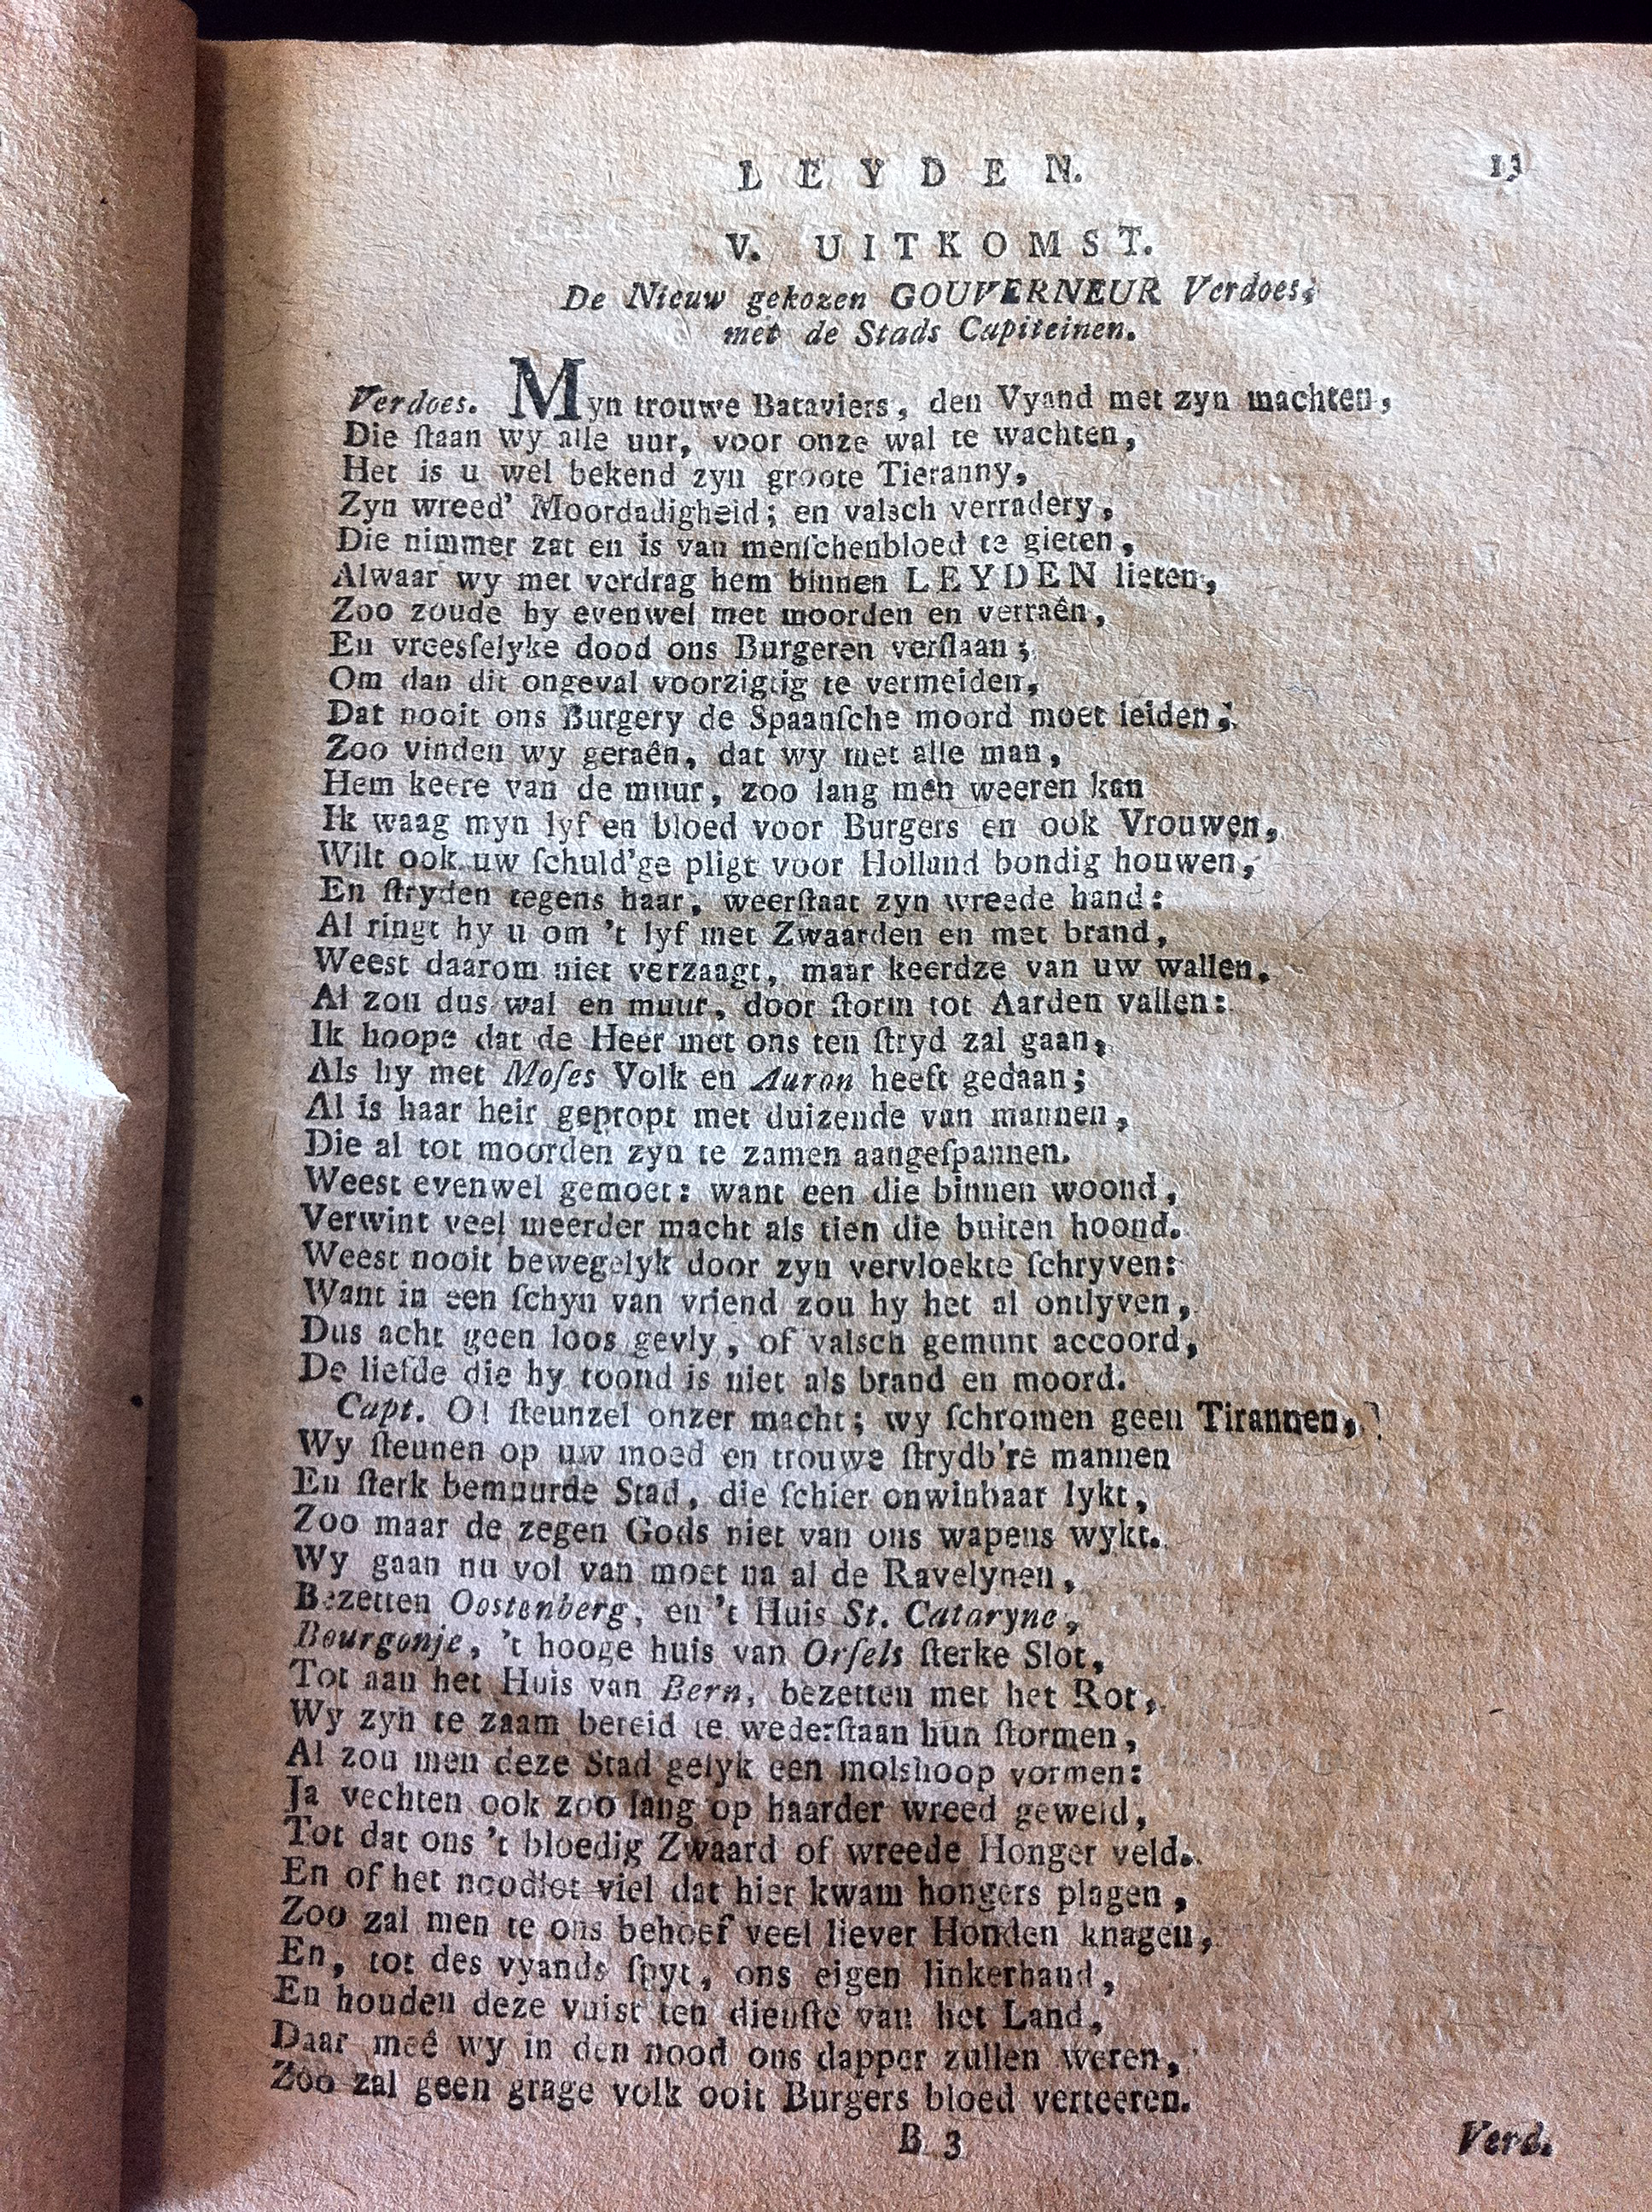 LEYDEN. 13
V. UITKOMST.
De Nieuw gekozen GOUVERNEUR Verdoes;
met de Stads Capiteinen.
Verdoes. Myn trouwe Bataviers, den Vyand met zyn machten,
Die ſtaan wy alle uur, voor onze wal te wachten,
Het is u wel bekend zyn groote Tieranny,
Zyn wreed' Moordadigheid; en valsch verradery,
Die nimmer zat en is van menſchenbloed te gieten,
Alwaar wy met verdrag hem binnen LEYDEN lieten,
Zoo zoude hy evenwel met moorden en verraên,
En vreesſelyke dood ons Burgeren verſlaan;
Om dan dit ongeval voorzigtig te vermeiden,
Dat nooit ons Burgery de Spaanſche moord moet leiden;
Zoo vinden wy geraên, dat wy met alle man,
Hem keere van de muur, zoo lang men weeren kan
Ik waag myn lyf en bloed voor Burgers en ook Vrouwen,
Wilt ook uw ſchuld'ge pligt voor Holland bondig houwen,
En ſtryden tegens haar, weerſtaat zyn wreede hand:
Al ringt hy u om 't lyf met Zwaarden en met brand,
Weest daarom niet verzaagt, maar keerdze van uw wallen,
Al zou dus wal en muur, door ſtorm tot Aarden vallen:
Ik hoope dat de Heer met ons ten ſtryd zal gaan,
Als hy met Moſes Volk en Auron heeft gedaan;
Al is haar heir gepropt met duizende van mannen,
Die al tot moorden zyn te zamen aangeſpannen.
Weest evenwel gemoet: want een die binnen woond,
Verwint veel meerder macht als tien die buiten hoond.
Weest nooit bewegelyk door zyn vervloekte ſchryven:
Want in een ſchyn van vriend zou hy het al ontlyven,
Dus acht geen loos gevly, of valsch gemunt accoord,
De liefde die hy toond is niet als brand en moord.
Capt. O! ſteunzel onzer macht; wy ſchromen geen Tirannen,
Wy ſteunen op uw moed en trouwe ſtrydb're mannen
En ſterk bemuurde Stad, die ſchier onwinbaar lykt,
Zoo maar de zegen Gods niet van ons wapens wykt.
Wy gaan nu vol van moet na al de Ravelynen,
Bezetten Oostenberg, en 't Huis St. Cataryne,
Bourgonje, 't hooge huis van Orſels ſterke Slot,
Tot aan het Huis van Bern, bezetten met het Rot,
Wy zyn te zaam bereid te wederſtaan hun ſtormen,
Al zou men deze Stad gelyk een molshoop vormen:
Ja vechten ook zoo lang op haarder wreed geweld,
Tot dat ons 't bloedig Zwaard of wreede Honger veld.
En of het noodlot viel dat hier kwam hongers plagen,
Zoo zal men te ons behoef veel liever Honden knagen,
En, tot des vyands ſpyt, ons eigen linkerhand,
En houden deze vuist ten dienſte van het Land,
Daar meê wy in den nood ons dapper zullen weren,
Zoo zal geen grage volk ooit Burgers bloed verteeren.
B 3 Verd.